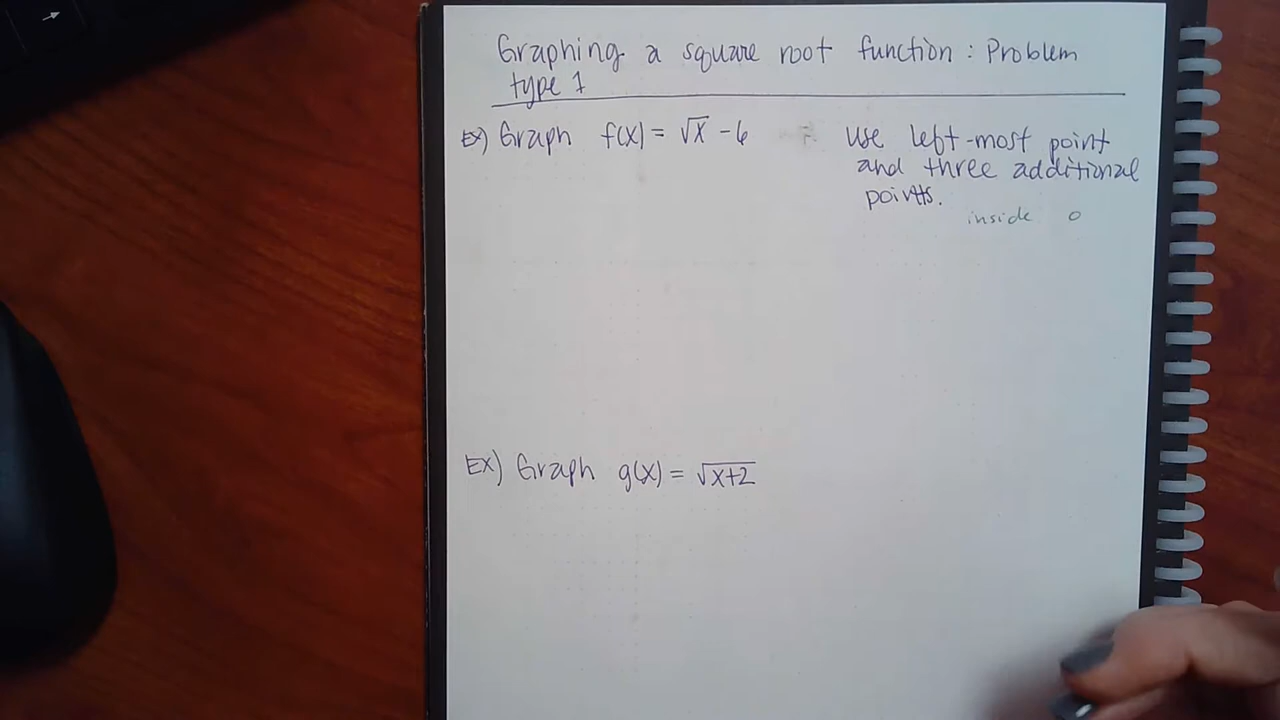 Graphing a square root function : Problem
type 1
Ex) Graph f(x) = √x - 6
use left-most point
and three additional
points.
inside o
Ex) Graph g(x) = √x+2